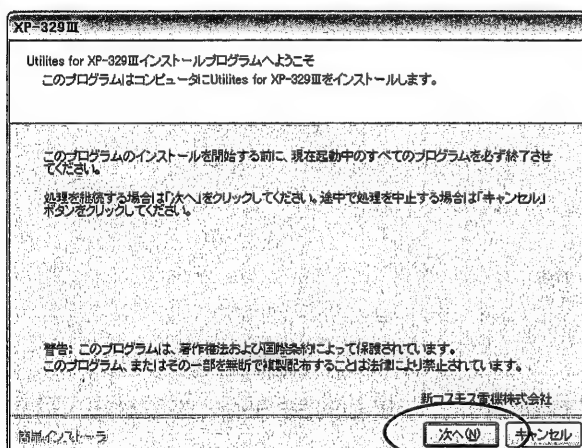 XP-329Ⅲ
Utilites for XP-329Ⅲインストールプログラムへようこそ
このプログラムはコンピュータにUtilites for XP-329Ⅲをインストールします。
このプログラムのインストールを開始する前に、現在起動中のすべてのプログラムを必ず終了させ
てください。
処理を継続する場合は「次へ」をクリックしてください。途中で処理を中止する場合は「キャンセル」
ボタンをクリックしてください。
警告: このプログラムは、著作権法および国際条約によって保護されています。
このプログラム、またはその一部を無断で複製配布することは法律により禁止されています。
新コスモス電機株式会社
簡単インストーラ
次へ(N)
キャンセル